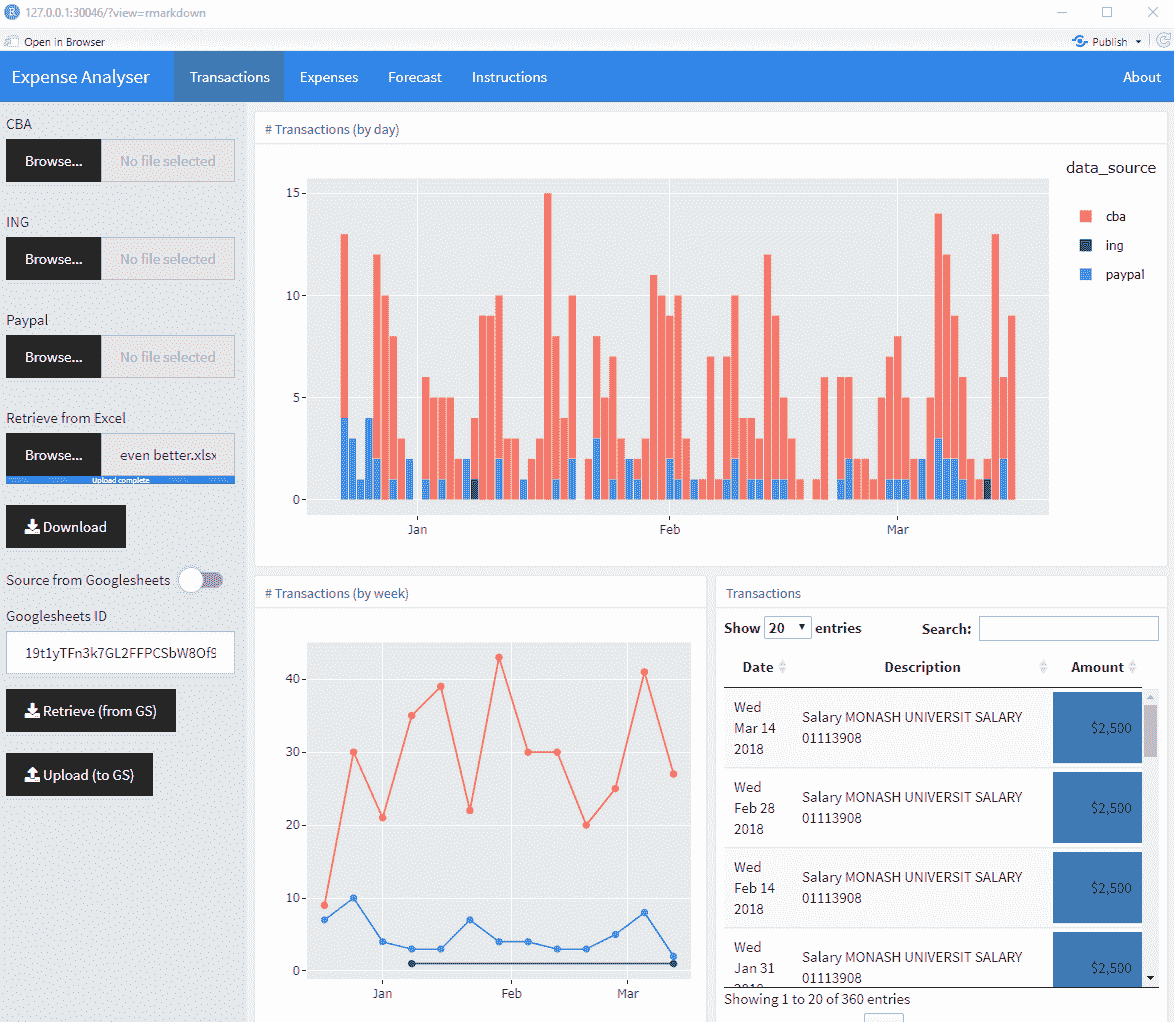 127.0.0.1:30046/?view=rmarkdown
Open in Browser
Publish
Expense Analyser
Transactions
Expenses
Forecast
Instructions
About
CBA
Browse...
No file selected
ING
Browse...
No file selected
Paypal
Browse...
No file selected
Retrieve from Excel
Browse...
even better.xlsx
Upload complete
Download
Source from Googlesheets
Googlesheets ID
19t1yTFn3k7GL2FFPCSbW8Of9
Retrieve (from GS)
Upload (to GS)
# Transactions (by day)
data_source
cba
ing
paypal
15
10
5
0
Jan
Feb
Mar
# Transactions (by week)
40
30
20
10
0
Jan
Feb
Mar
Transactions
Show 20 entries
Search:
Date
Description
Amount
Wed
Mar 14
2018
Salary MONASH UNIVERSIT SALARY
01113908
$2,500
Wed
Feb 28
2018
Salary MONASH UNIVERSIT SALARY
01113908
$2,500
Wed
Feb 14
2018
Salary MONASH UNIVERSIT SALARY
01113908
$2,500
Wed
Jan 31
2018
Salary MONASH UNIVERSIT SALARY
01113908
$2,500
Showing 1 to 20 of 360 entries